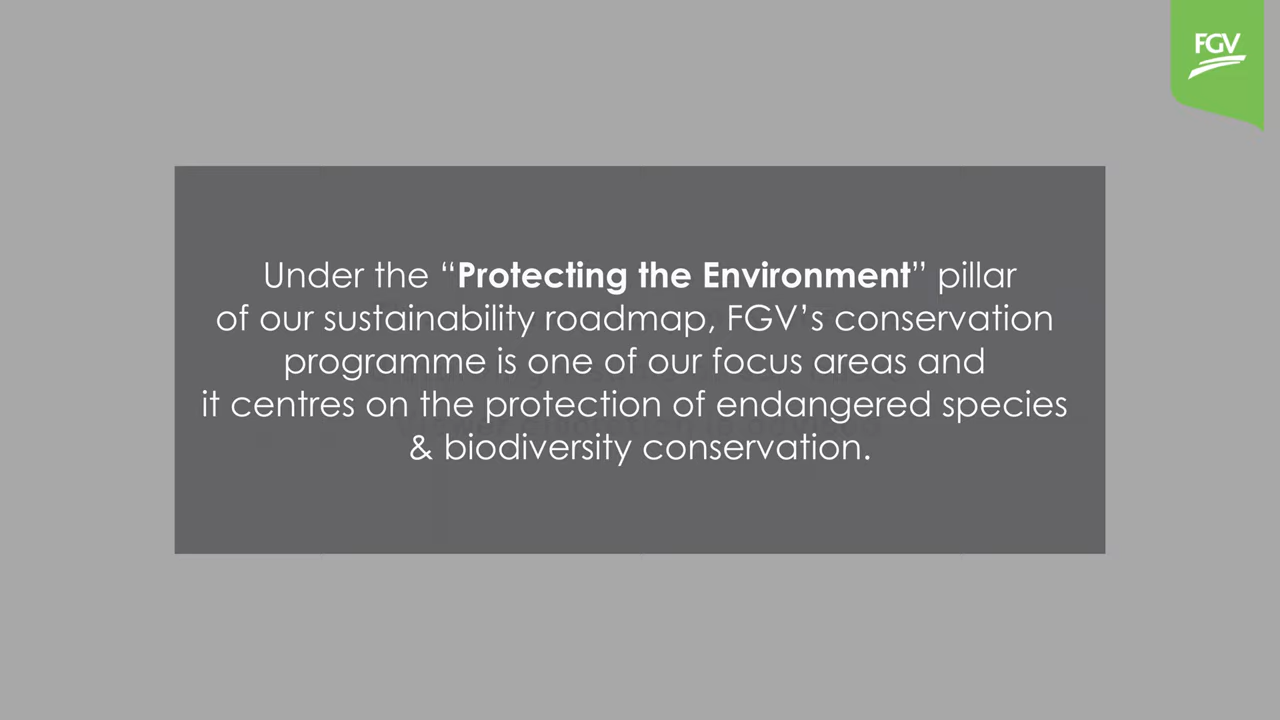 FGV
Under the “Protecting the Environment” pillar
of our sustainability roadmap, FGV’s conservation
programme is one of our focus areas and
it centres on the protection of endangered species
& biodiversity conservation.